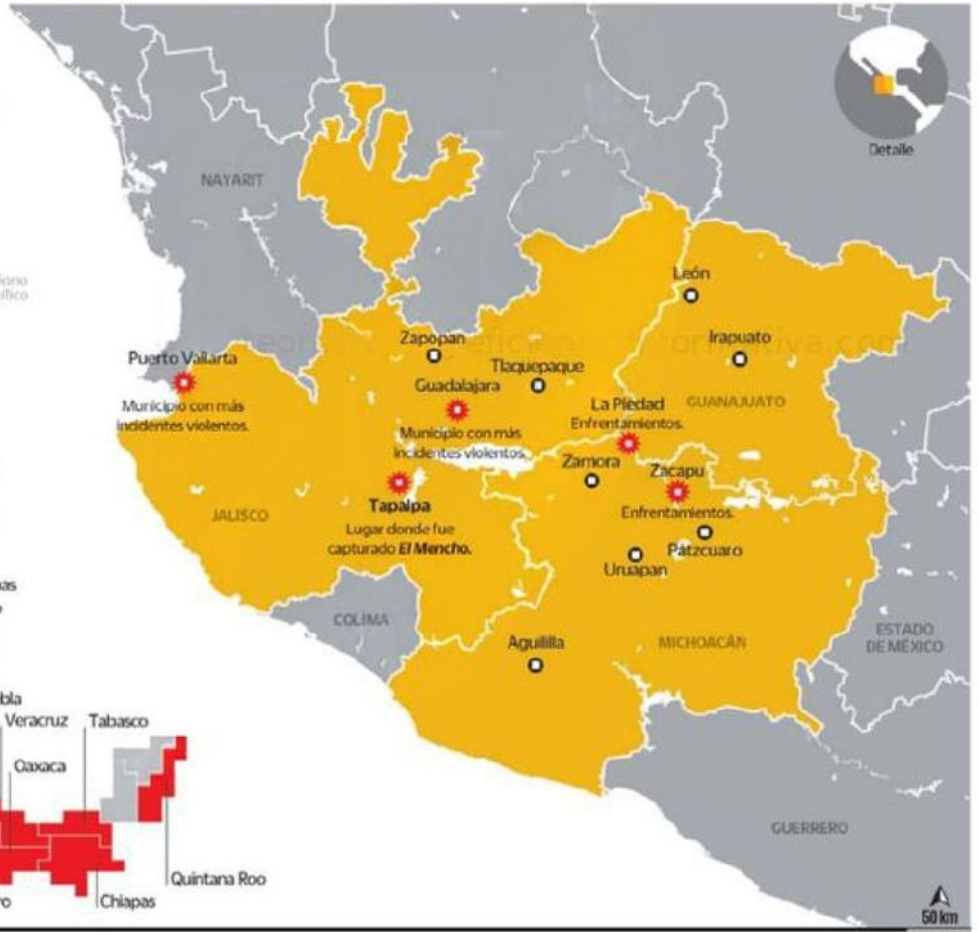 Detalle
NAYARIT
León
Zapopan
Irapuato
Puerto Vallarta
Tlaquepaque
Guadalajara
La Piedad
GUANAJUATO
Municipio con más
incidentes violentos.
Enfrentamientos.
Municipio con más
incidentes violentos.
Zamora
Zacapu
Tapalpa
Enfrentamientos.
JALISCO
Lugar donde fue
capturado El Mencho.
Pátzcuaro
Uruapan
COLIMA
Aguililla
MICHOACÁN
ESTADO
DE MÉXICO
Veracruz
Tabasco
Oaxaca
GUERRERO
Quintana Roo
Chiapas
50 km